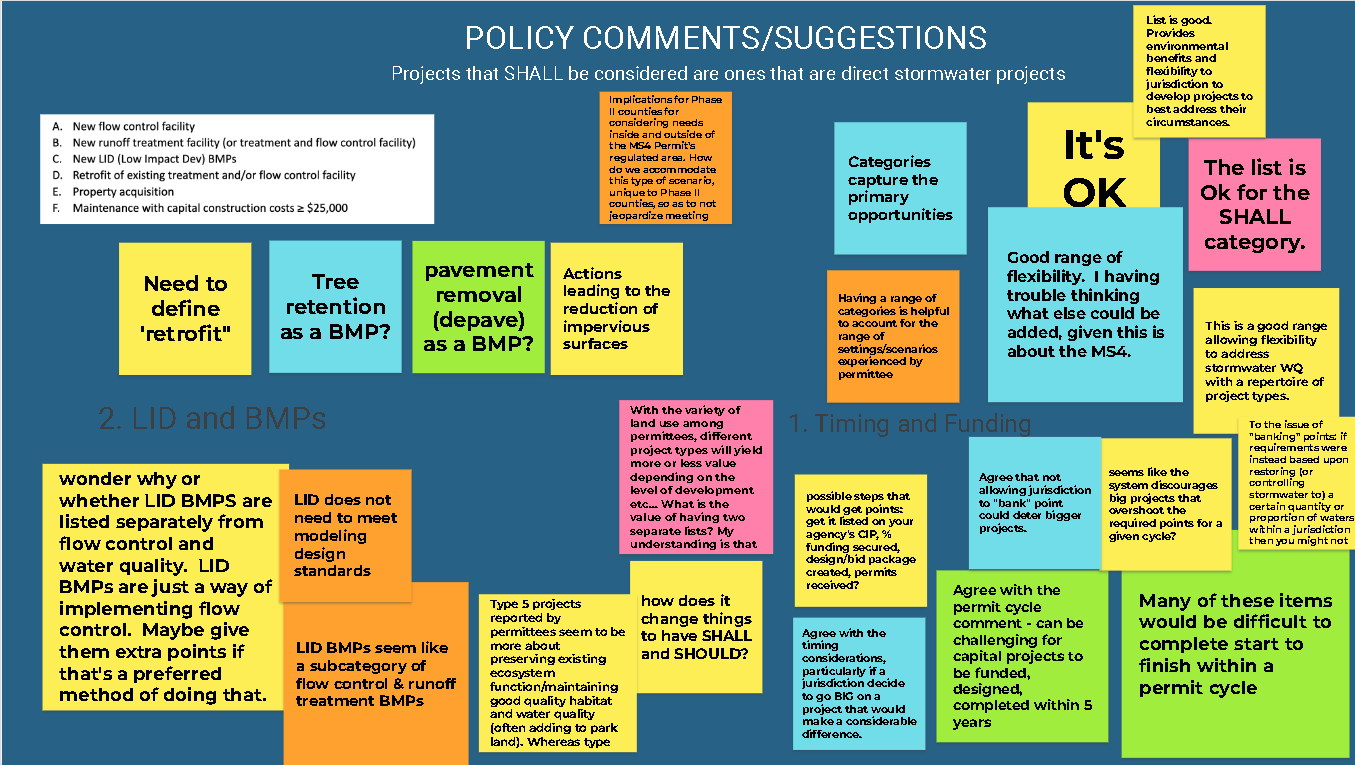 POLICY COMMENTS/SUGGESTIONS
Projects that SHALL be considered are ones that are direct stormwater projects
A. New flow control facility
B. New runoff treatment facility (or treatment and flow control facility)
C. New LID (Low Impact Dev) BMPs
D. Retrofit of existing treatment and/or flow control facility
E. Property acquisition
F. Maintenance with capital construction costs ≥ $25,000
Implications for Phase
II counties for
considering needs
inside and outside of
the MS4 Permit's
regulated area. How
do we accommodate
this type of scenario,
unique to Phase II
counties, so as to not
jeopardize meeting
List is good.
Provides
environmental
benefits and
flexibility to
jurisdiction to
develop projects to
best address their
circumstances.
Categories
capture the
primary
opportunities
It's
OK
The list is
Ok for the
SHALL
category.
Need to
define
'retrofit"
Tree
retention
as a BMP?
pavement
removal
(depave)
as a BMP?
Actions
leading to the
reduction of
impervious
surfaces
Having a range of
categories is helpful
to account for the
range of
settings/scenarios
experienced by
permittee
Good range of
flexibility.  I having
trouble thinking
what else could be
added, given this is
about the MS4.
This is a good range
allowing flexibility
to address
stormwater WQ
with a repertoire of
project types.
2. LID and BMPs
wonder why or
whether LID BMPS are
listed separately from
flow control and
water quality.  LID
BMPs are just a way of
implementing flow
control.  Maybe give
them extra points if
that's a preferred
method of doing that.
LID does not
need to meet
modeling
design
standards
LID BMPs seem like
a subcategory of
flow control & runoff
treatment BMPs
Type 5 projects
reported by
permittees seem to be
more about
preserving existing
ecosystem
function/maintaining
good quality habitat
and water quality
(often adding to park
land). Whereas type
With the variety of
land use among
permittees, different
project types will yield
more or less value
depending on the
level of development
etc... What is the
value of having two
separate lists? My
understanding is that
how does it
change things
to have SHALL
and SHOULD?
1. Timing and Funding
possible steps that
would get points:
get it listed on your
agency's CIP, %
funding secured,
design/bid package
created, permits
received?
Agree that not
allowing jurisdiction
to "bank" point
could deter bigger
projects.
seems like the
system discourages
big projects that
overshoot the
required points for a
given cycle?
To the issue of
"banking" points: if
requirements were
instead based upon
restoring (or
controlling
stormwater to) a
certain quantity or
proportion of waters
within a jurisdiction
then you might not
Agree with the
timing
considerations,
particularly if a
jurisdiction decide
to go BIG on a
project that would
make a considerable
difference.
Agree with the
permit cycle
comment - can be
challenging for
capital projects to
be funded,
designed,
completed within 5
years
Many of these items
would be difficult to
complete start to
finish within a
permit cycle